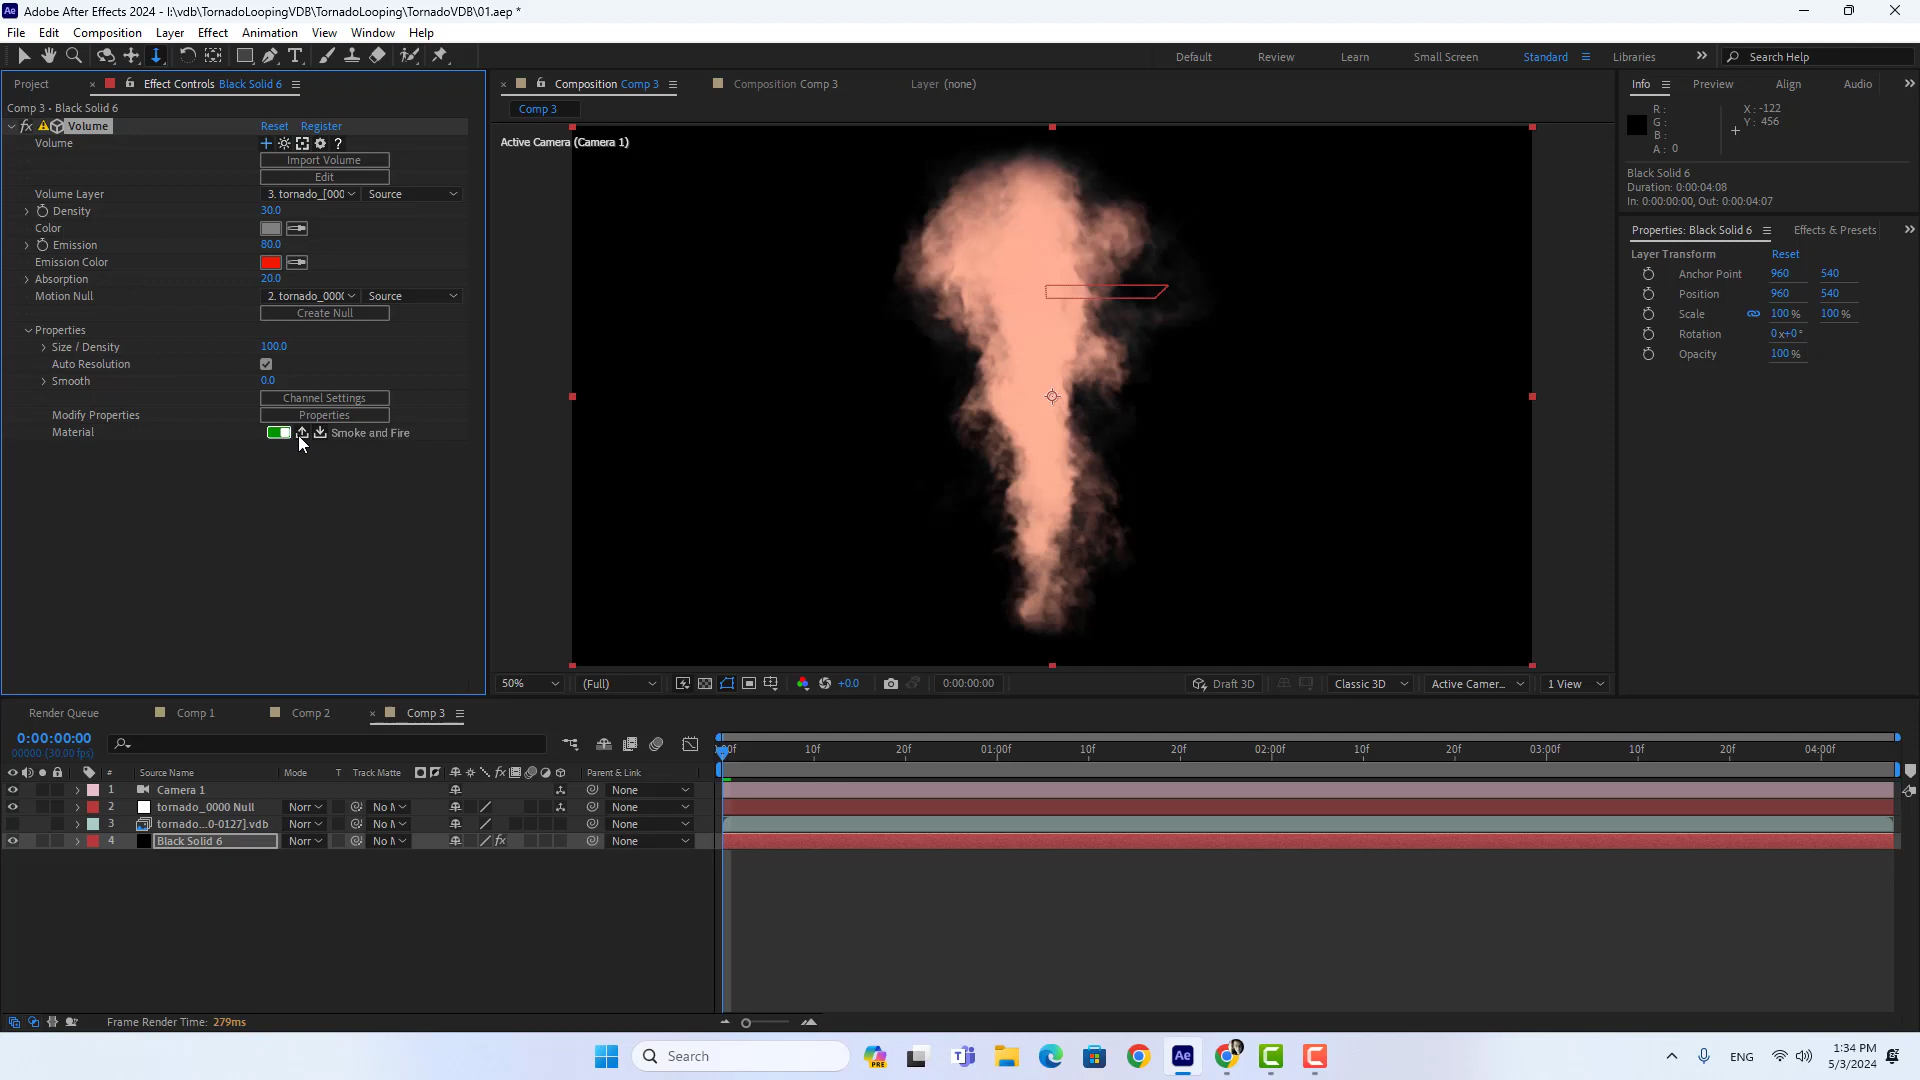 Adobe After Effects 2024 - I:\vdb\TornadoLoopingVDB\TornadoLooping\TornadoVDB\01.aep *
File Edit Composition Layer Effect Animation View Window Help
Default Review Learn Small Screen Standard Libraries Search Help
Project Effect Controls Black Solid 6
Comp 3 • Black Solid 6
fx Volume Reset Register
Volume + ?
Import Volume
Edit
Volume Layer 3. tornado_[000 Source
Density 30.0
Color
Emission 80.0
Emission Color
Absorption 20.0
Motion Null 2. tornado_000( Source
Create Null
Properties
Size / Density 100.0
Auto Resolution
Smooth 0.0
Channel Settings
Modify Properties Properties
Material Smoke and Fire
Composition Comp 3 Composition Comp 3 Layer (none)
Comp 3
Active Camera (Camera 1)
50% (Full) +0.0 0:00:00:00 Draft 3D Classic 3D Active Camer... 1 View
Info Preview Align Audio
R :
G :
B :
A : 0
X : -122
Y : 456
Black Solid 6
Duration: 0:00:04:08
In: 0:00:00:00, Out: 0:00:04:07
Properties: Black Solid 6 Effects & Presets
Layer Transform Reset
Anchor Point 960 540
Position 960 540
Scale 100 % 100 %
Rotation 0x+0°
Opacity 100 %
Render Queue Comp 1 Comp 2 Comp 3
0:00:00:00
00000 (30.00 fps)
:00f 10f 20f 01:00f 10f 20f 02:00f 10f 20f 03:00f 10f 20f 04:00f
# Source Name Mode T Track Matte fx Parent & Link
1 Camera 1 None
2 tornado_0000 Null Norr No M None
3 tornado...0-0127].vdb Norr No M None
4 Black Solid 6 Norr No M fx None
Frame Render Time: 279ms
Search
PRE
Ae
ENG
1:34 PM
5/3/2024